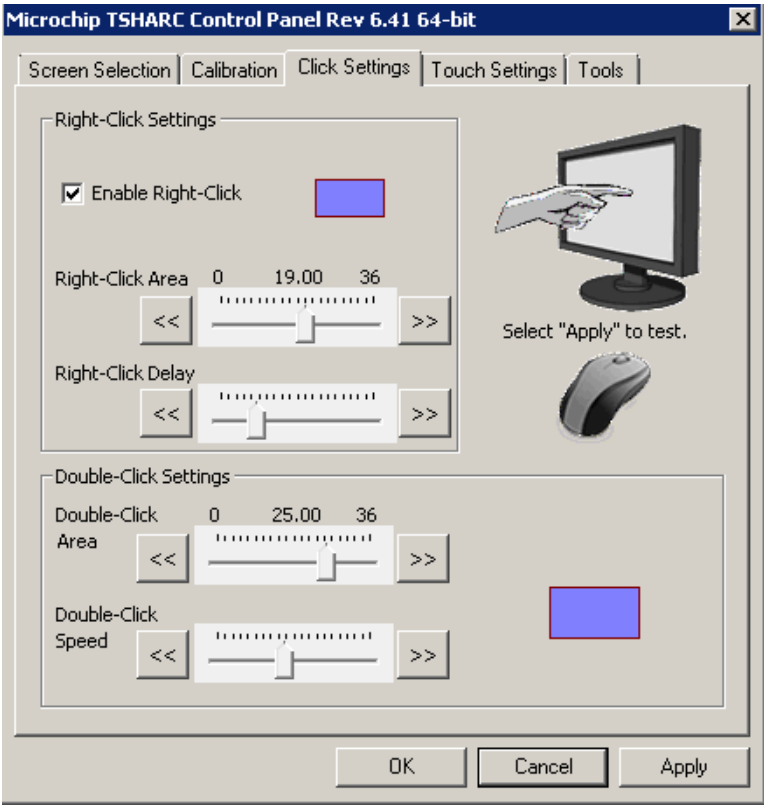 Microchip TSHARC Control Panel Rev 6.41 64-bit
Screen Selection Calibration Click Settings Touch Settings Tools
Right-Click Settings
Enable Right-Click
Right-Click Area 0 19.00 36
<< >>
Select "Apply" to test.
Right-Click Delay
<< >>
Double-Click Settings
Double-Click 0 25.00 36
Area
<< >>
Double-Click
Speed
<< >>
OK Cancel Apply